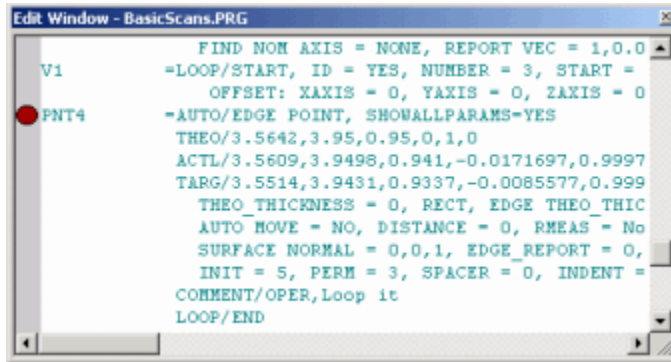 Edit Window - BasicScans.PRG
FIND NOM AXIS = NONE, REPORT VEC = 1,0.0
V1 =LOOP/START, ID = YES, NUMBER = 3, START =
OFFSET: XAXIS = 0, YAXIS = 0, ZAXIS = 0
PNT4 =AUTO/EDGE POINT, SHOWALLPARAMS=YES
THEO/3.5642,3.95,0.95,0,1,0
ACTL/3.5609,3.9498,0.941,-0.0171697,0.9997
TARG/3.5514,3.9431,0.9337,-0.0085577,0.999
THEO_THICKNESS = 0, RECT, EDGE THEO_THIC
AUTO MOVE = NO, DISTANCE = 0, RMEAS = No
SURFACE NORMAL = 0,0,1, EDGE_REPORT = 0,
INIT = 5, PERM = 3, SPACER = 0, INDENT =
COMMENT/OPER,Loop it
LOOP/END